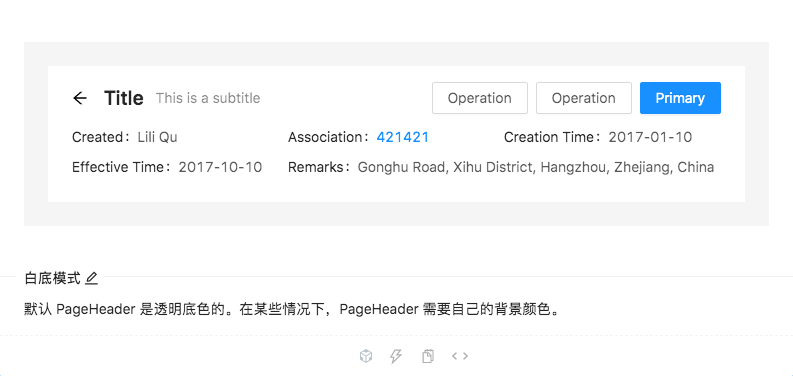 Title This is a subtitle Operation Operation Primary
Created: Lili Qu Association: 421421 Creation Time: 2017-01-10
Effective Time: 2017-10-10 Remarks: Gonghu Road, Xihu District, Hangzhou, Zhejiang, China
白底模式
默认 PageHeader 是透明底色的。在某些情况下，PageHeader 需要自己的背景颜色。